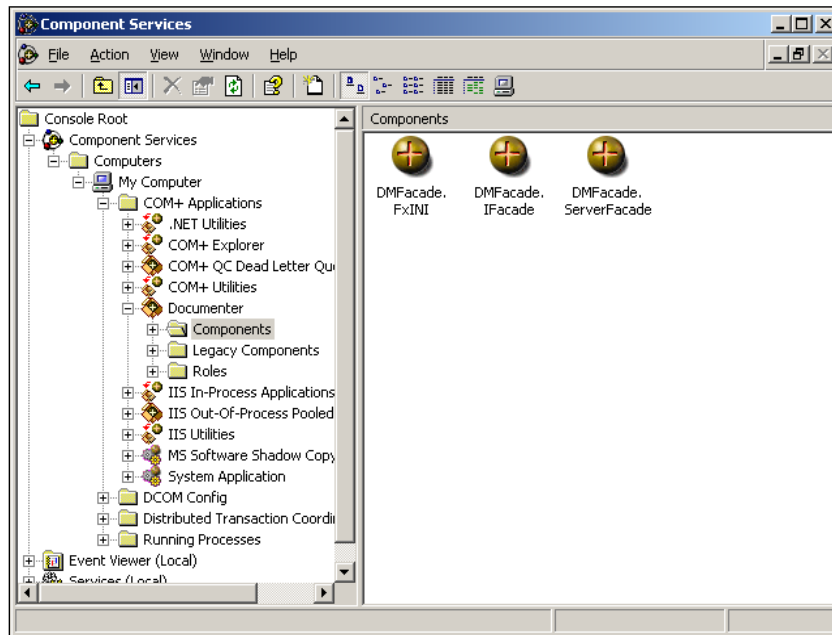 Component Services
File Action View Window Help
Console Root
Component Services
Computers
My Computer
COM+ Applications
.NET Utilities
COM+ Explorer
COM+ QC Dead Letter Qu
COM+ Utilities
Documenter
Components
Legacy Components
Roles
IIS In-Process Applications
IIS Out-Of-Process Pooled
IIS Utilities
MS Software Shadow Copy
System Application
DCOM Config
Distributed Transaction Coordi
Running Processes
Event Viewer (Local)
Services (Local)
Components
DMFacade.
FxINI
DMFacade.
IFacade
DMFacade.
ServerFacade